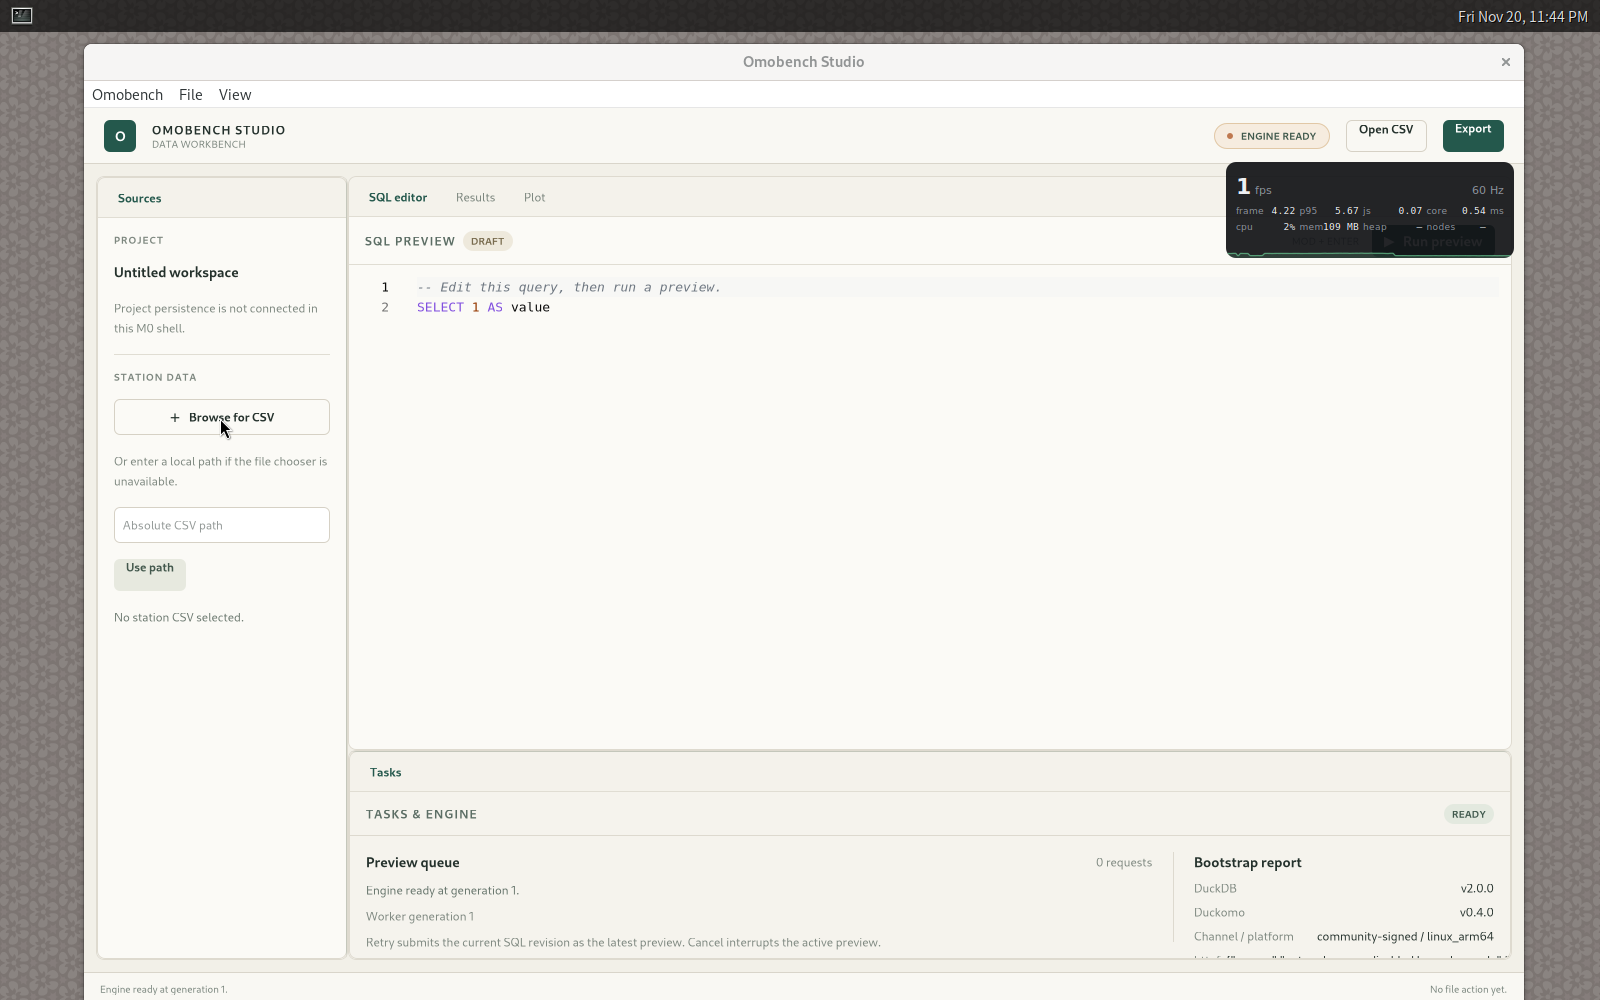 Fri Nov 20, 11:44 PM
Omobench Studio
Omobench File View
O
OMOBENCH STUDIO
DATA WORKBENCH
ENGINE READY
Open CSV
Export
1 fps 60 Hz
frame 4.22 p95 5.67 js 0.07 core 0.54 ms
cpu 2% mem 109 MB heap — nodes —
Run preview
Sources
PROJECT
Untitled workspace
Project persistence is not connected in
this M0 shell.
STATION DATA
+ Browse for CSV
Or enter a local path if the file chooser is
unavailable.
Absolute CSV path
Use path
No station CSV selected.
SQL editor Results Plot
SQL PREVIEW DRAFT
1 -- Edit this query, then run a preview.
2 SELECT 1 AS value
Tasks
TASKS & ENGINE READY
Preview queue 0 requests
Engine ready at generation 1.
Worker generation 1
Retry submits the current SQL revision as the latest preview. Cancel interrupts the active preview.
Bootstrap report
DuckDB v2.0.0
Duckomo v0.4.0
Channel / platform community-signed / linux_arm64
Engine ready at generation 1.
No file action yet.